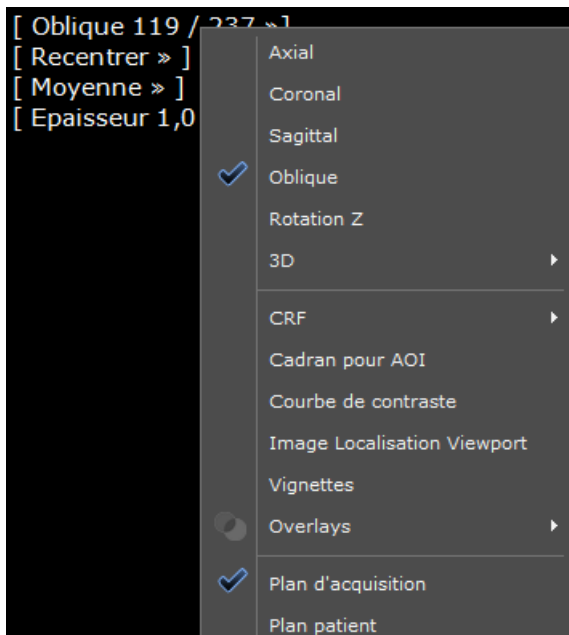 [ Oblique 119 / 237 »]
[ Recentrer » ]
[ Moyenne » ]
[ Epaisseur 1,0
Axial
Coronal
Sagittal
Oblique
Rotation Z
3D
CRF
Cadran pour AOI
Courbe de contraste
Image Localisation Viewport
Vignettes
Overlays
Plan d'acquisition
Plan patient